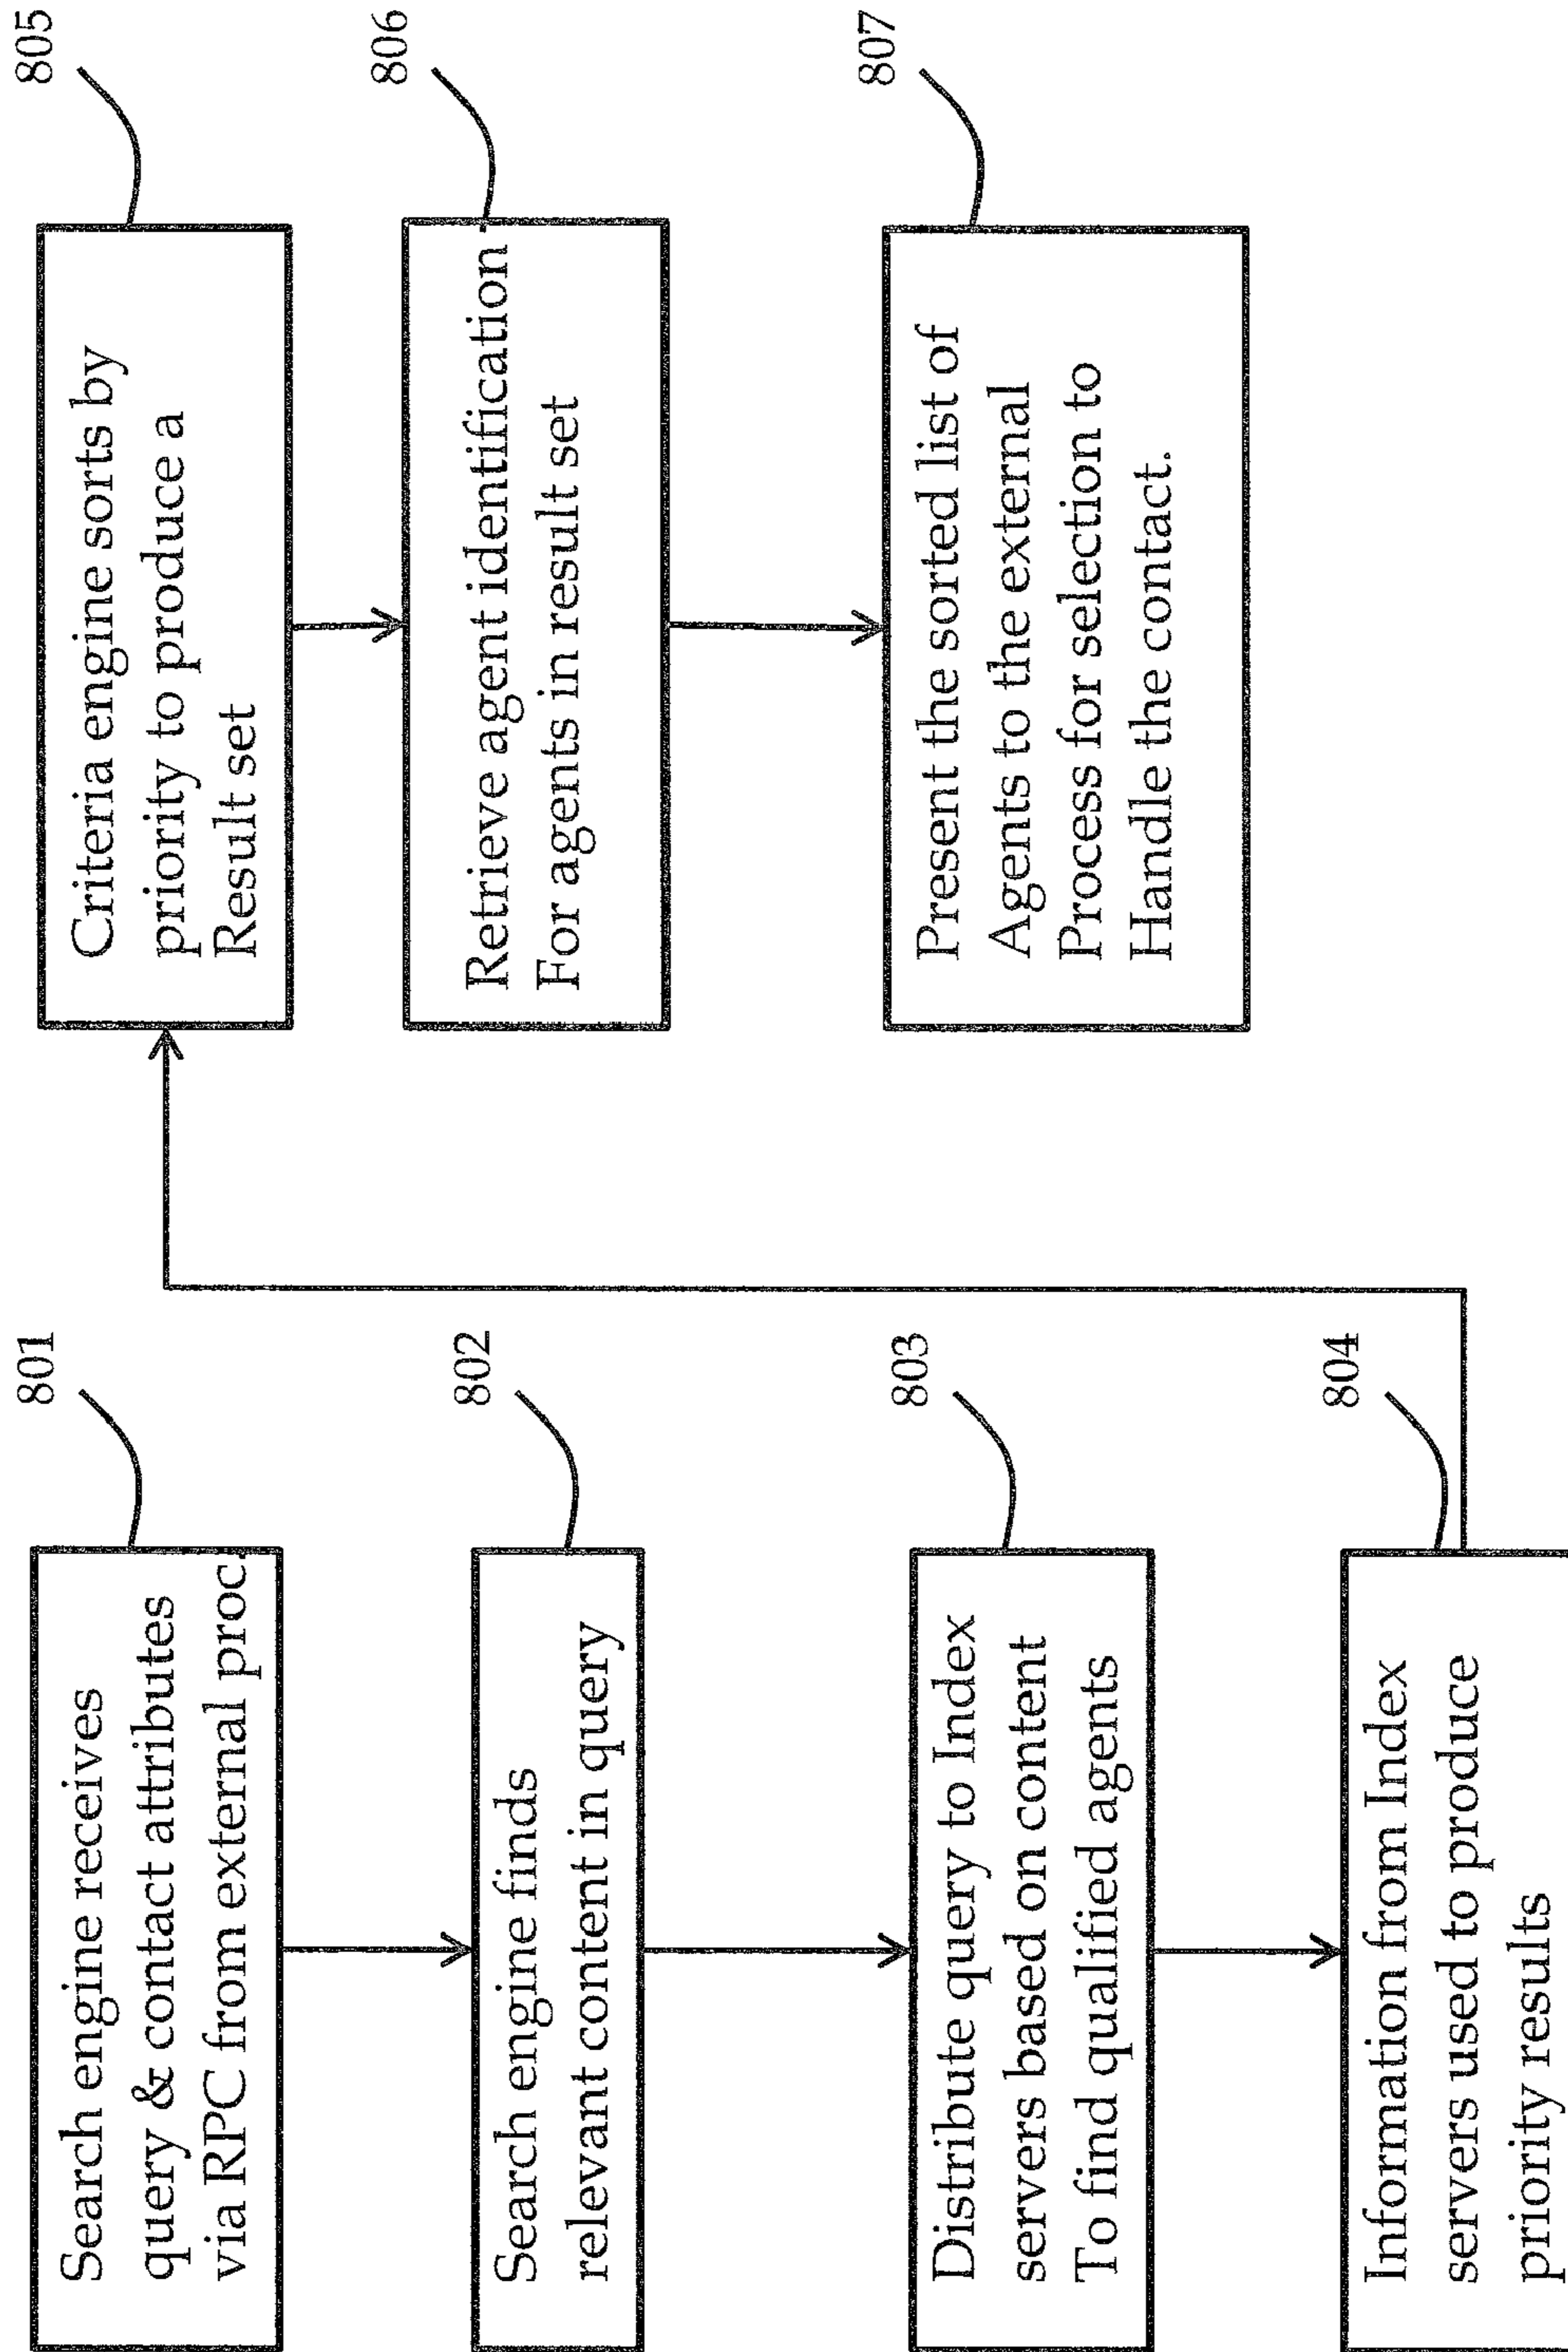 801
Search engine receives
query & contact attributes
via RPC from external proc.
802
Search engine finds
relevant content in query
803
Distribute query to Index
servers based on content
To find qualified agents
804
Information from Index
servers used to produce
priority results
805
Criteria engine sorts by
priority to produce a
Result set
806
Retrieve agent identification
For agents in result set
807
Present the sorted list of
Agents to the external
Process for selection to
Handle the contact.